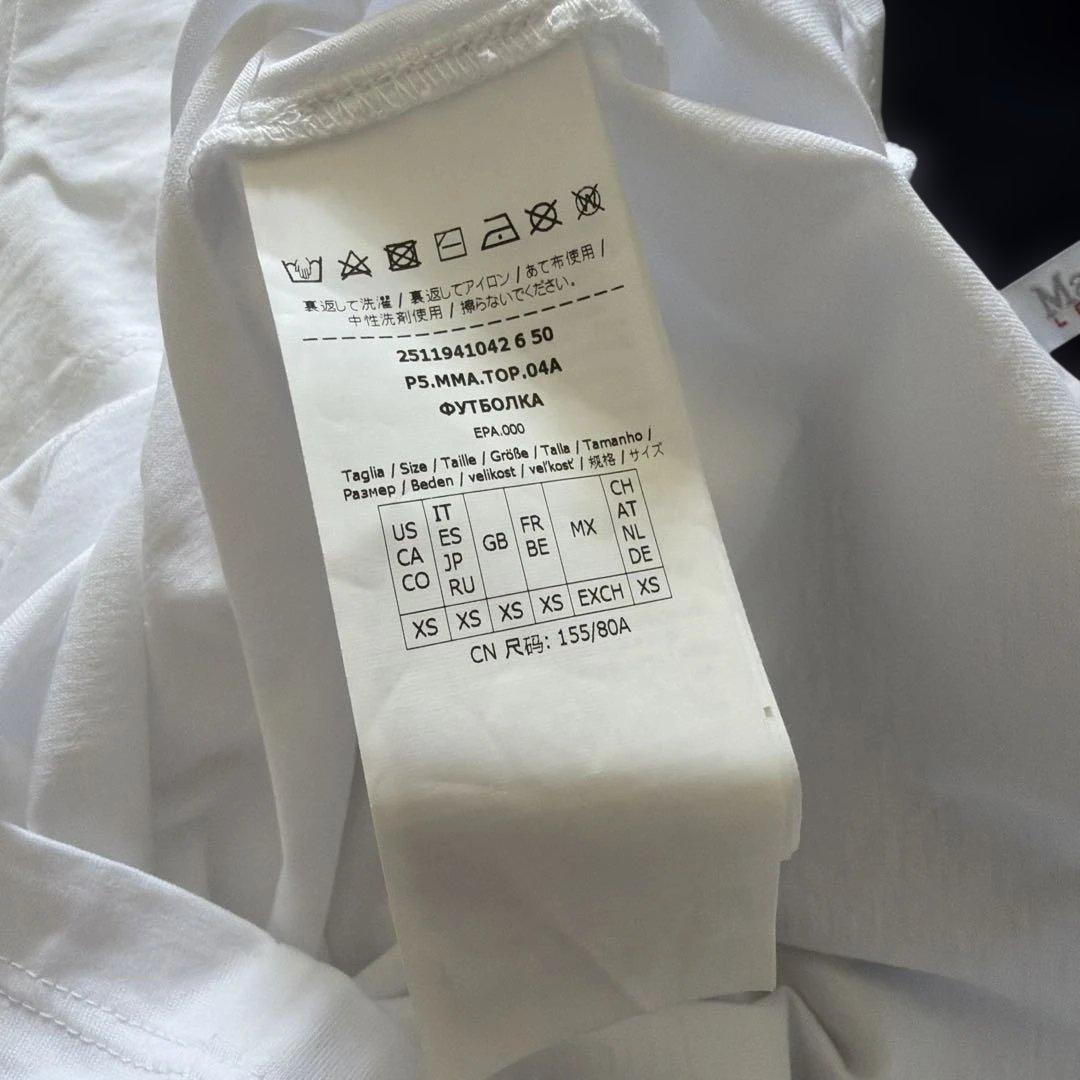 裏返して洗濯 / 裏返してアイロン / あて布使用 /
中性洗剤使用 / 擦らないでください。
2511941042 6 50
P5.MMA.TOP.04A
ФУТБОЛКА
EPA.000
Taglia / Size / Taille / Größe / Talla / Tamanho /
Размер / Beden / velikost / veľkosť / 规格 / サイズ
US CA CO IT ES JP RU GB FR BE MX CH AT NL DE
XS XS XS XS EXCH XS
CN 尺码: 155/80A